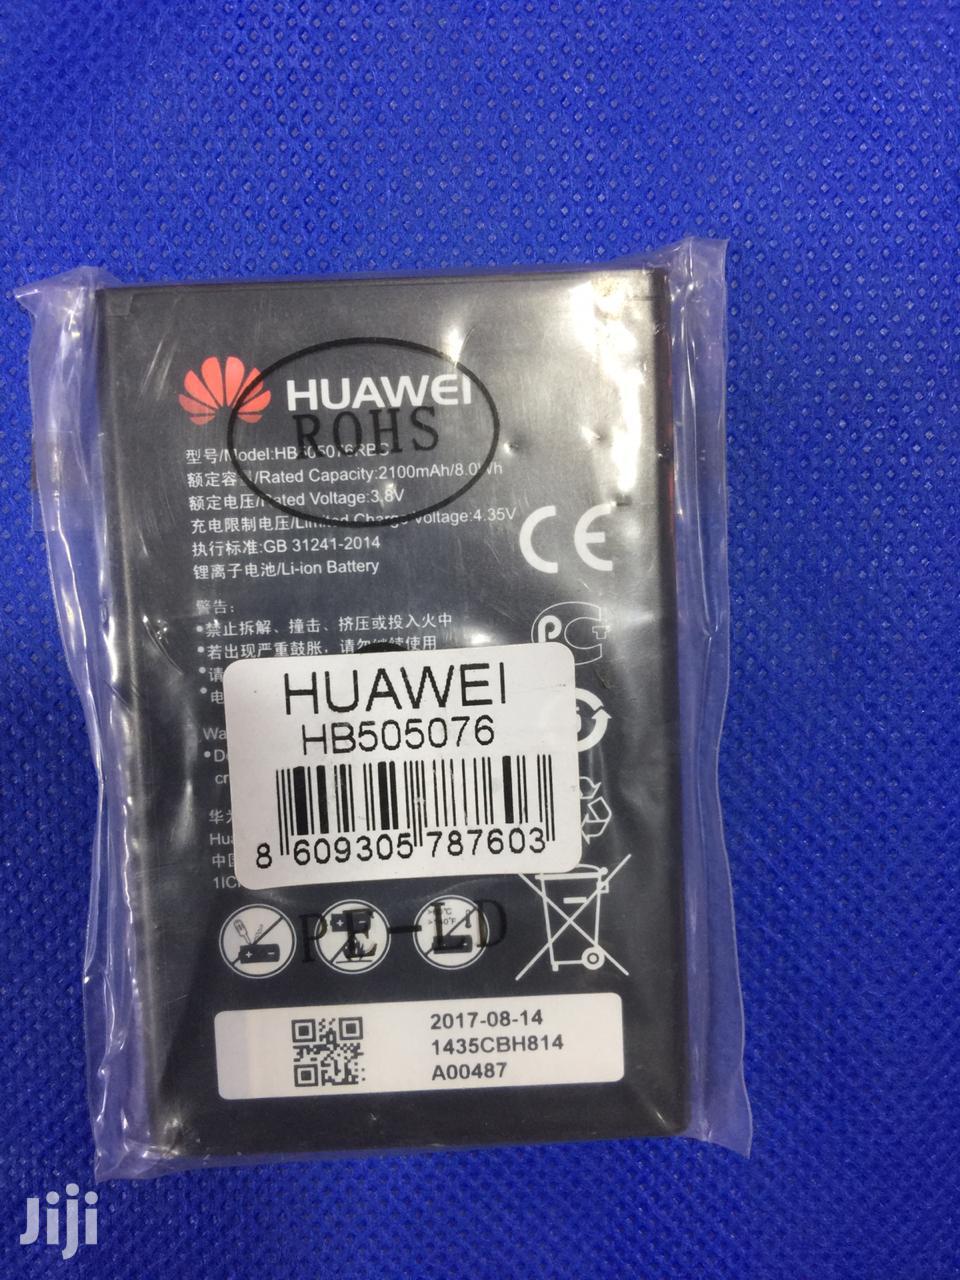 HUAWEI
ROHS
型号/Model:HB505076RBC
额定容量/Rated Capacity:2100mAh/8.0Wh
额定电压/Rated Voltage:3.8V
充电限制电压/Limited Charge Voltage:4.35V
执行标准:GB 31241-2014
锂离子电池/Li-ion Battery
CE
警告:
•禁止拆解、撞击、挤压或投入火中
•若出现严重鼓胀，请勿继续使用
HUAWEI
HB505076
8 609305 787603
PE-LD
2017-08-14
1435CBH814
A00487
Jiji